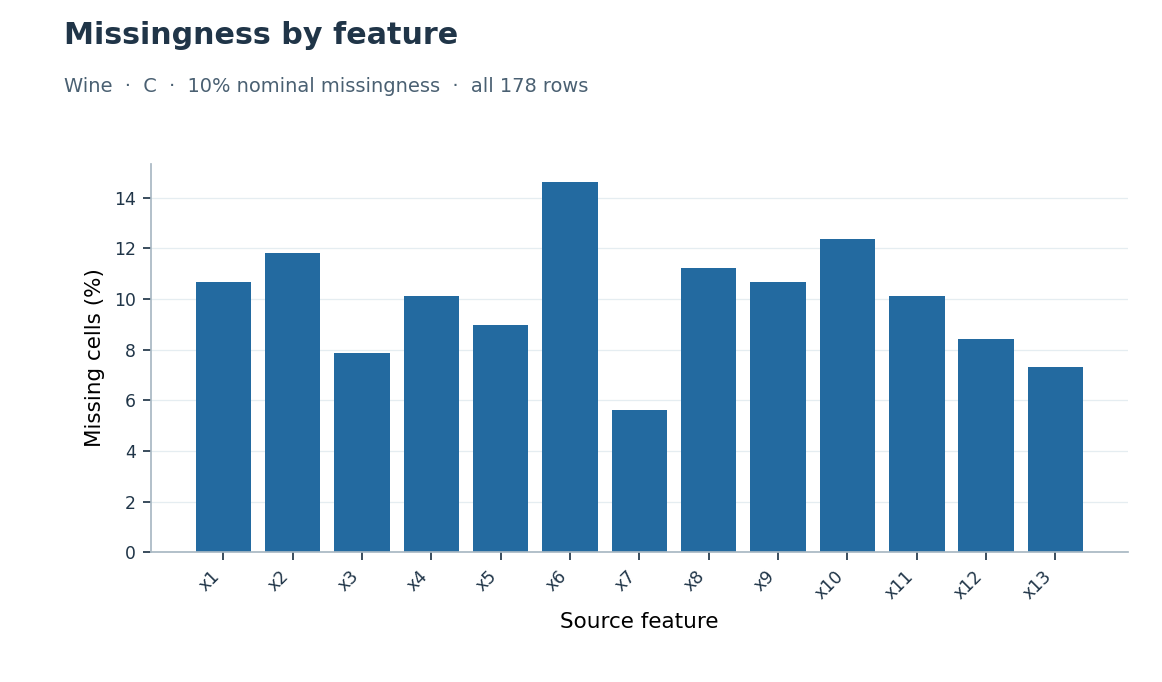 Missingness by feature
Wine · C · 10% nominal missingness · all 178 rows
14
12
10
8
6
4
2
0
Missing cells (%)
x1 x2 x3 x4 x5 x6 x7 x8 x9 x10 x11 x12 x13
Source feature